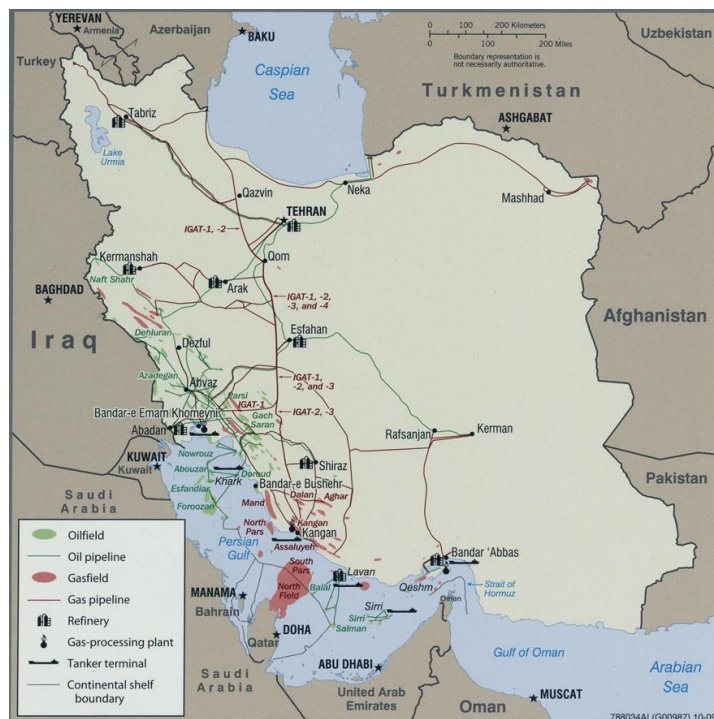 YEREVAN
Armenia
Azerbaijan
BAKU
Turkey
Caspian
Sea
0 100 200 Kilometers
0 100 200 Miles
Boundary representation is
not necessarily authoritative.
Uzbekistan
Turkmenistan
ASHGABAT
Tabriz
Lake
Urmia
Qazvin
Neka
Mashhad
TEHRAN
IGAT-1, -2
Kermanshah
Qom
Naft Shahr
Arak
BAGHDAD
IGAT-1, -2,
-3, and -4
Iraq
Afghanistan
Dehluran
Dezful
Esfahan
Azadegan
Ahvaz
IGAT-1,
-2, and -3
Parsi
IGAT-1
Bandar-e Emam Khomeyni
IGAT-2, -3
Gach
Saran
Abadan
Rafsanjan
Kerman
KUWAIT
Kuwait
Nowrouz
Abouzar
Doroud
Shiraz
Pakistan
Khark
Bandar-e Bushehr
Esfandiar
Foroozan
Dalan
Aghar
Mand
Saudi
Arabia
North
Pars
Kangan
Kangan
Persian
Gulf
Assaluyeh
Bandar 'Abbas
South
Pars
Lavan
Qeshm
Strait of
Hormuz
North
Field
Balal
Oman
MANAMA
Bahrain
Sirri
Sirri
Salman
DOHA
Qatar
Gulf of Oman
Arabian
Sea
ABU DHABI
Saudi
Arabia
United Arab
Emirates
Oman
MUSCAT
Oilfield
Oil pipeline
Gasfield
Gas pipeline
Refinery
Gas-processing plant
Tanker terminal
Continental shelf
boundary